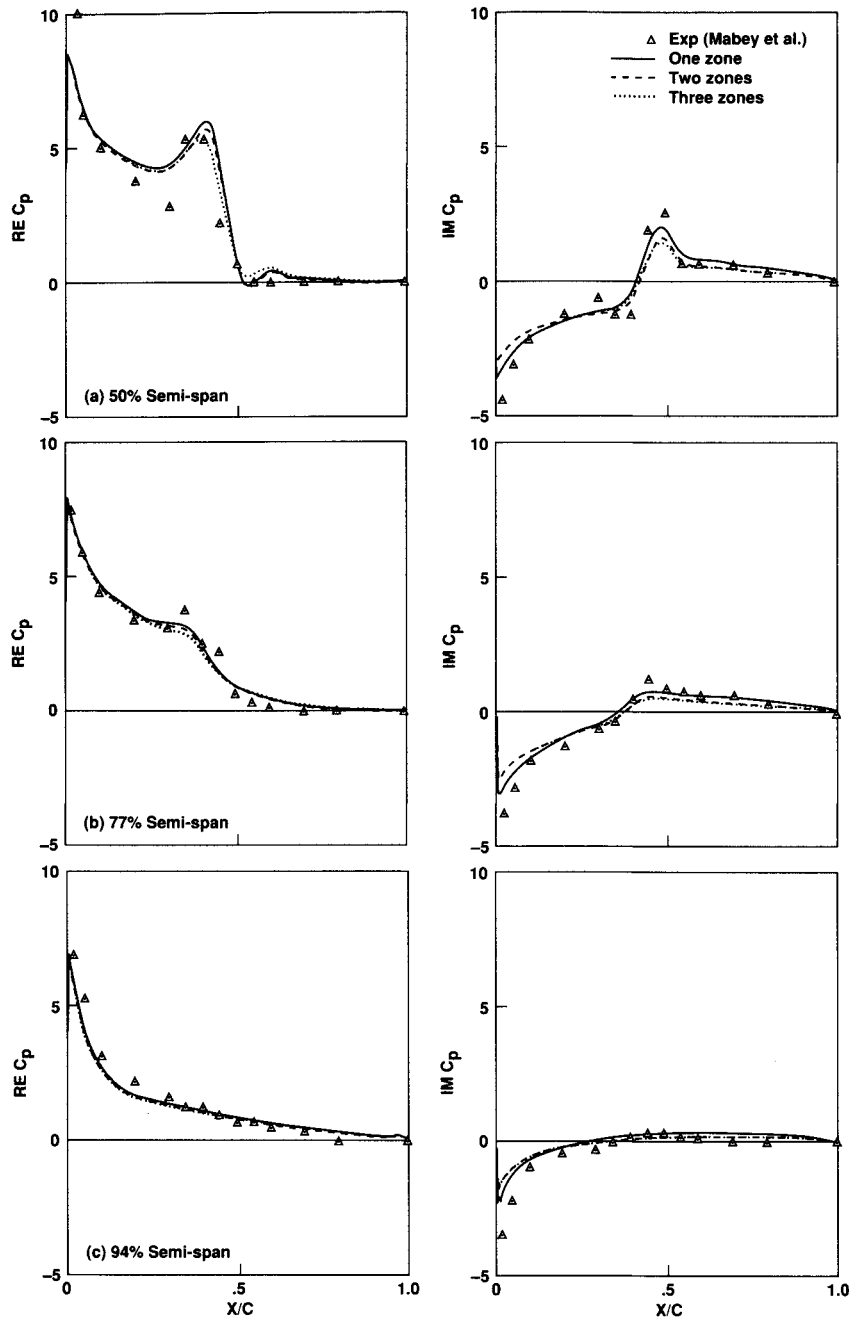 10
5
RE Cp
0
–5
(a) 50% Semi-span
10
5
IM Cp
0
–5
Exp (Mabey et al.)
One zone
Two zones
Three zones
10
5
RE Cp
0
–5
(b) 77% Semi-span
10
5
IM Cp
0
–5
10
5
RE Cp
0
–5
(c) 94% Semi-span
0
.5
1.0
X/C
10
5
IM Cp
0
–5
0
.5
1.0
X/C